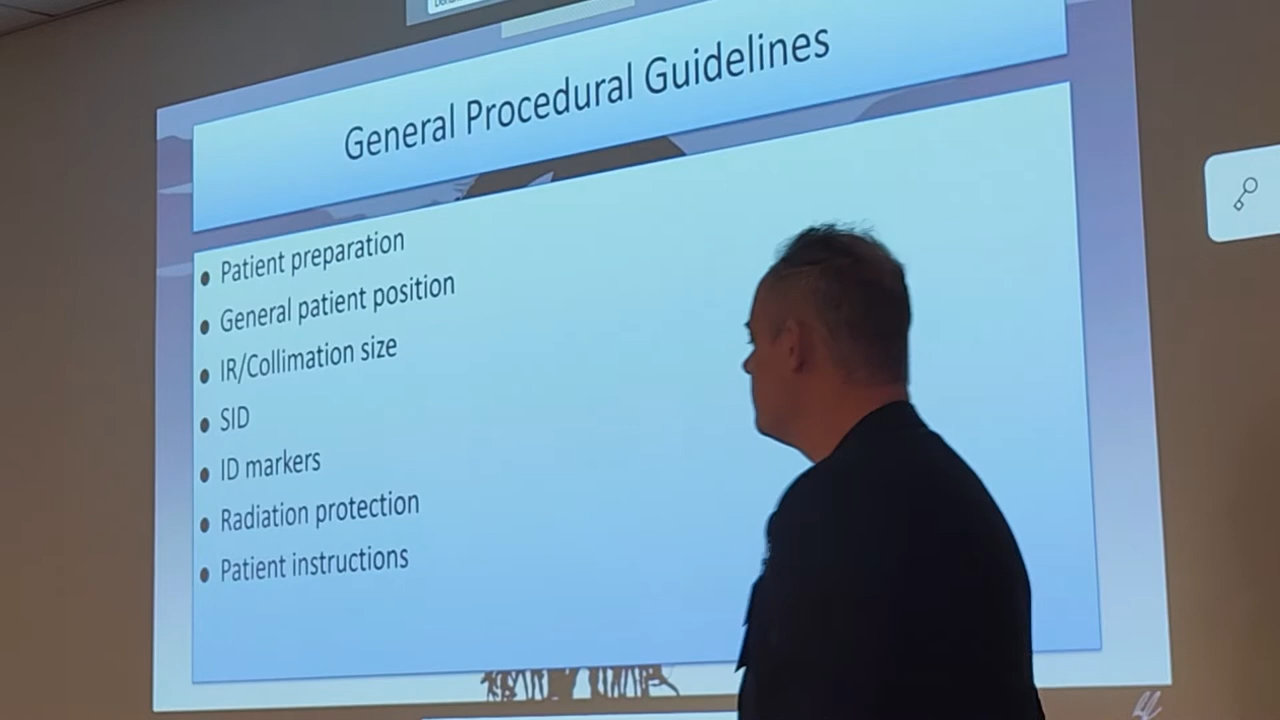 General Procedural Guidelines
Patient preparation
General patient position
IR/Collimation size
SID
ID markers
Radiation protection
Patient instructions